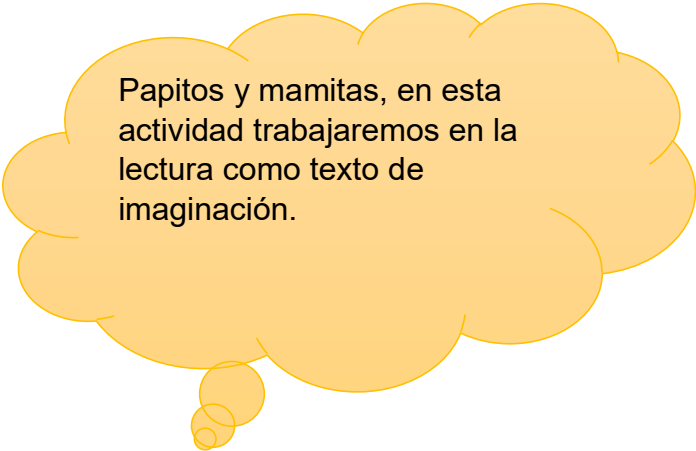 Papitos y mamitas, en esta
actividad trabajaremos en la
lectura como texto de
imaginación.